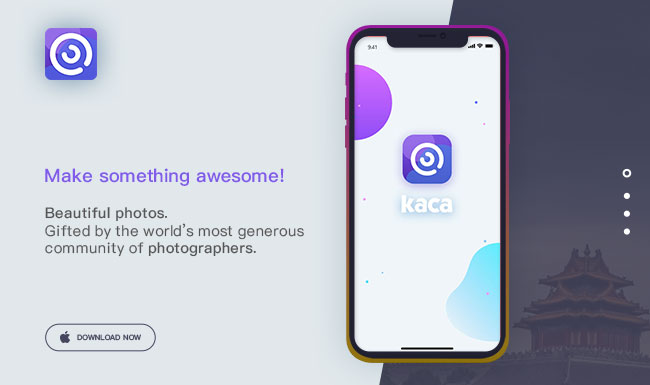 Make something awesome!
Beautiful photos.
Gifted by the world's most generous
community of photographers.
DOWNLOAD NOW
9:41
kaca